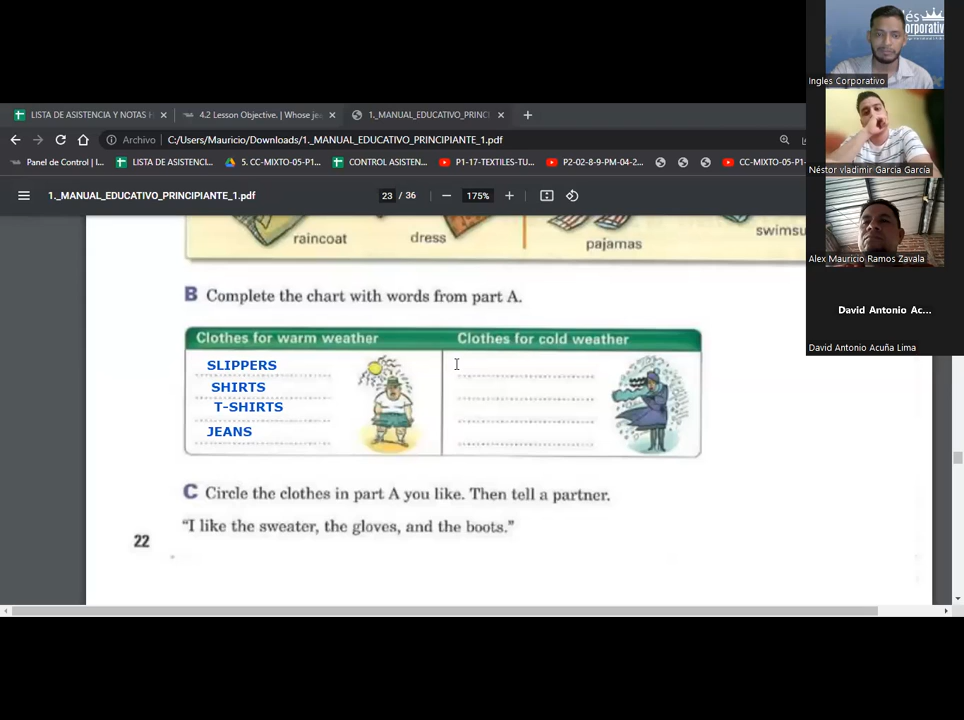 LISTA DE ASISTENCIA Y NOTAS
4.2 Lesson Objective. | Whose je
1._MANUAL_EDUCATIVO_PRINCIPI
Archivo
C:/Users/Mauricio/Downloads/1._MANUAL_EDUCATIVO_PRINCIPIANTE_1.pdf
Panel de Control | I...
LISTA DE ASISTENCI...
5. CC-MIXTO-05-P1...
CONTROL ASISTEN...
P1-17-TEXTILES-TU...
P2-02-8-9-PM-04-2...
CC-MIXTO-05-P1-
1._MANUAL_EDUCATIVO_PRINCIPIANTE_1.pdf
23 / 36
175%
raincoat
dress
pajamas
swimsu
B Complete the chart with words from part A.
Clothes for warm weather
Clothes for cold weather
SLIPPERS
SHIRTS
T-SHIRTS
JEANS
C Circle the clothes in part A you like. Then tell a partner.
"I like the sweater, the gloves, and the boots."
22
lés
orporativ
Ingles Corporativo
Néstor vladimir Garcia García
Alex Mauricio Ramos Zavala
David Antonio Ac...
David Antonio Acuña Lima